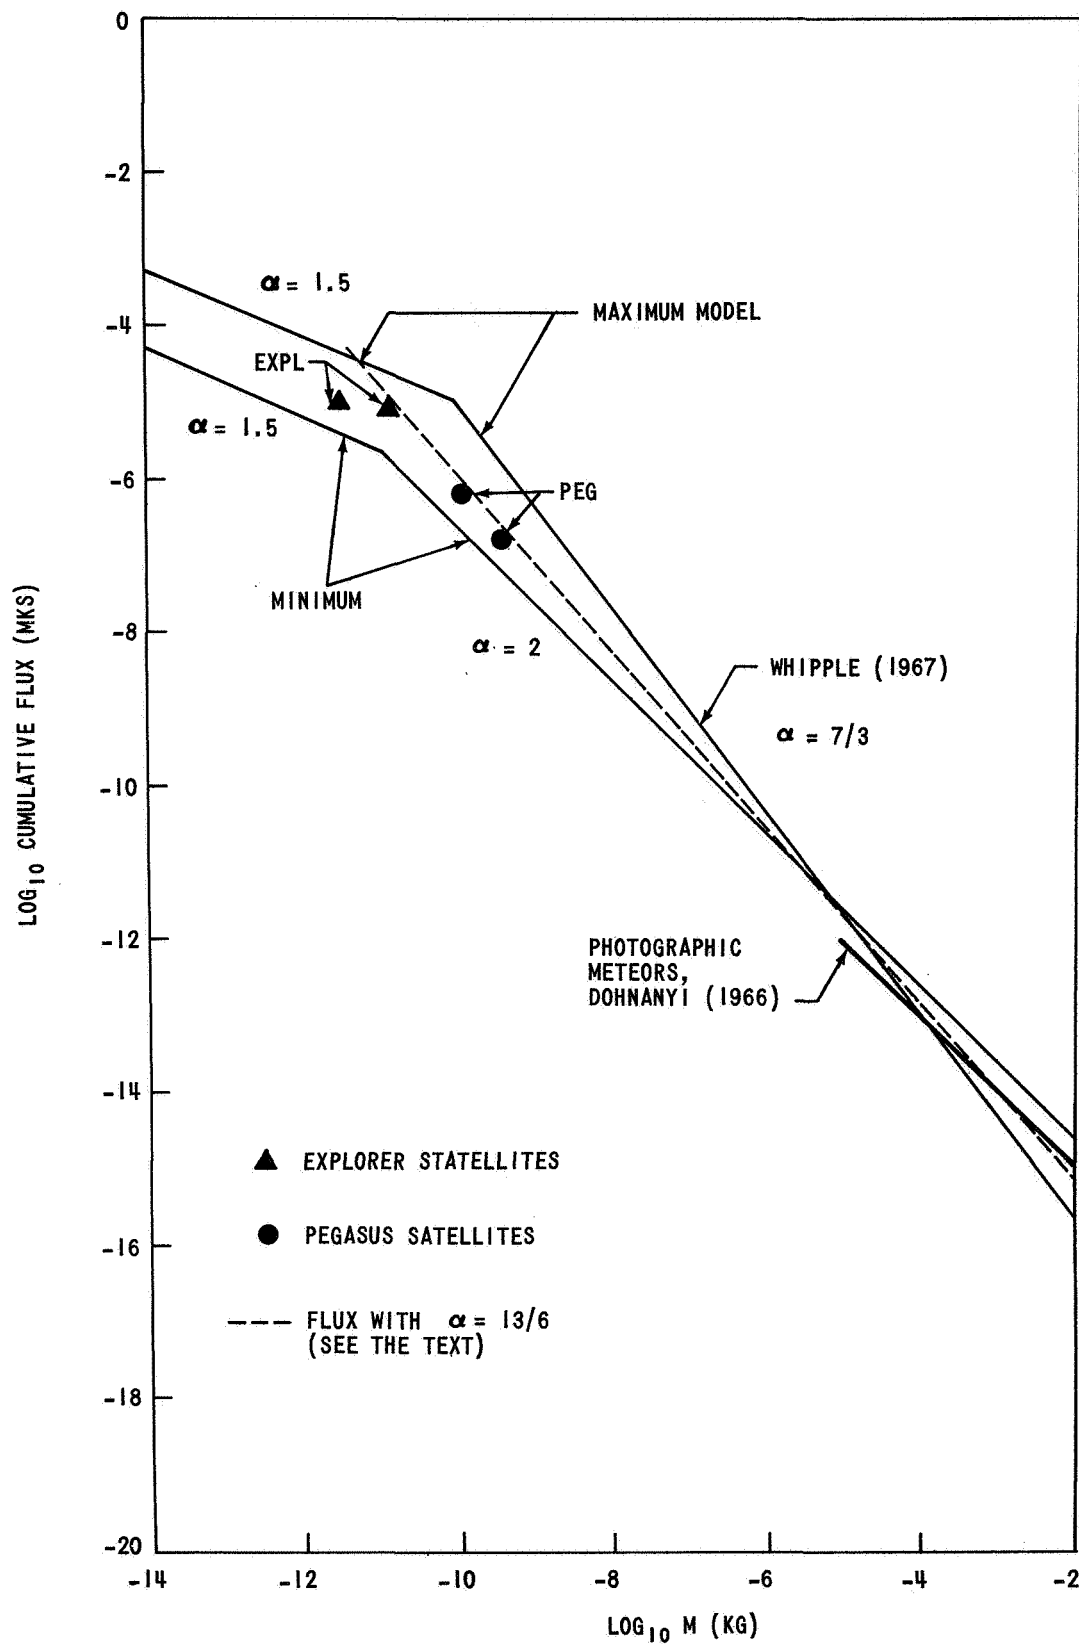 0
-2
α = 1.5
MAXIMUM MODEL
-4
EXPL
α = 1.5
-6
PEG
MINIMUM
-8
α = 2
WHIPPLE (1967)
α = 7/3
-10
LOG10 CUMULATIVE FLUX (MKS)
-12
PHOTOGRAPHIC
METEORS,
DOHNANYI (1966)
-14
EXPLORER STATELLITES
PEGASUS SATELLITES
-16
FLUX WITH α = 13/6
(SEE THE TEXT)
-18
-20
-14 -12 -10 -8 -6 -4 -2
LOG10 M (KG)